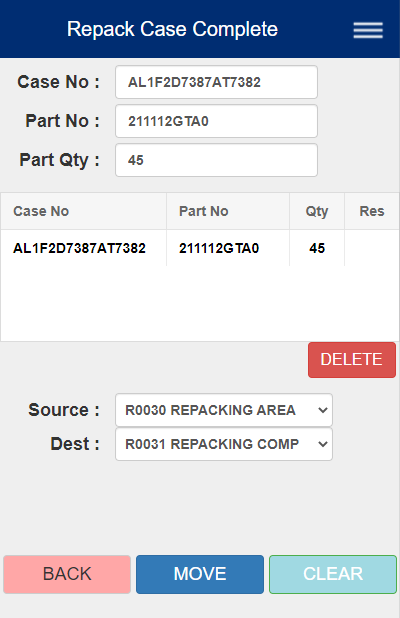 Repack Case Complete
Case No : AL1F2D7387AT7382
Part No : 211112GTA0
Part Qty : 45
Case No Part No Qty Res
AL1F2D7387AT7382 211112GTA0 45
DELETE
Source : R0030 REPACKING AREA
Dest : R0031 REPACKING COMP
BACK MOVE CLEAR